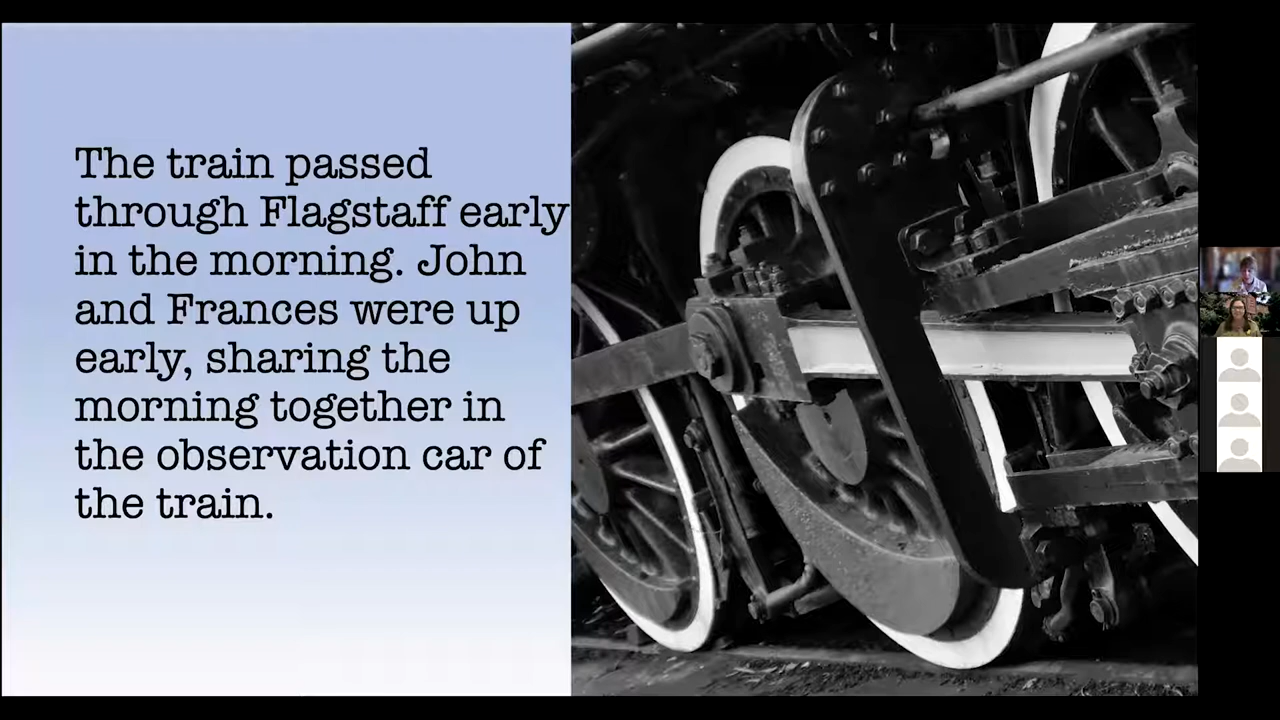 The train passed
through Flagstaff early
in the morning. John
and Frances were up
early, sharing the
morning together in
the observation car of
the train.